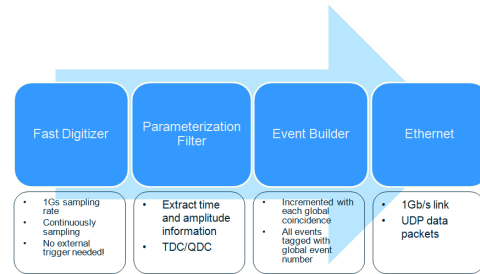 Fast Digitizer
Parameterization
Filter
Event Builder
Ethernet
• 1Gs sampling
rate
• Continuously
sampling
• No external
trigger needed!
• Extract time
and amplitude
information
• TDC/QDC
• Incremented with
each global
coincidence
• All events
tagged with
global event
number
• 1Gb/s link
• UDP data
packets